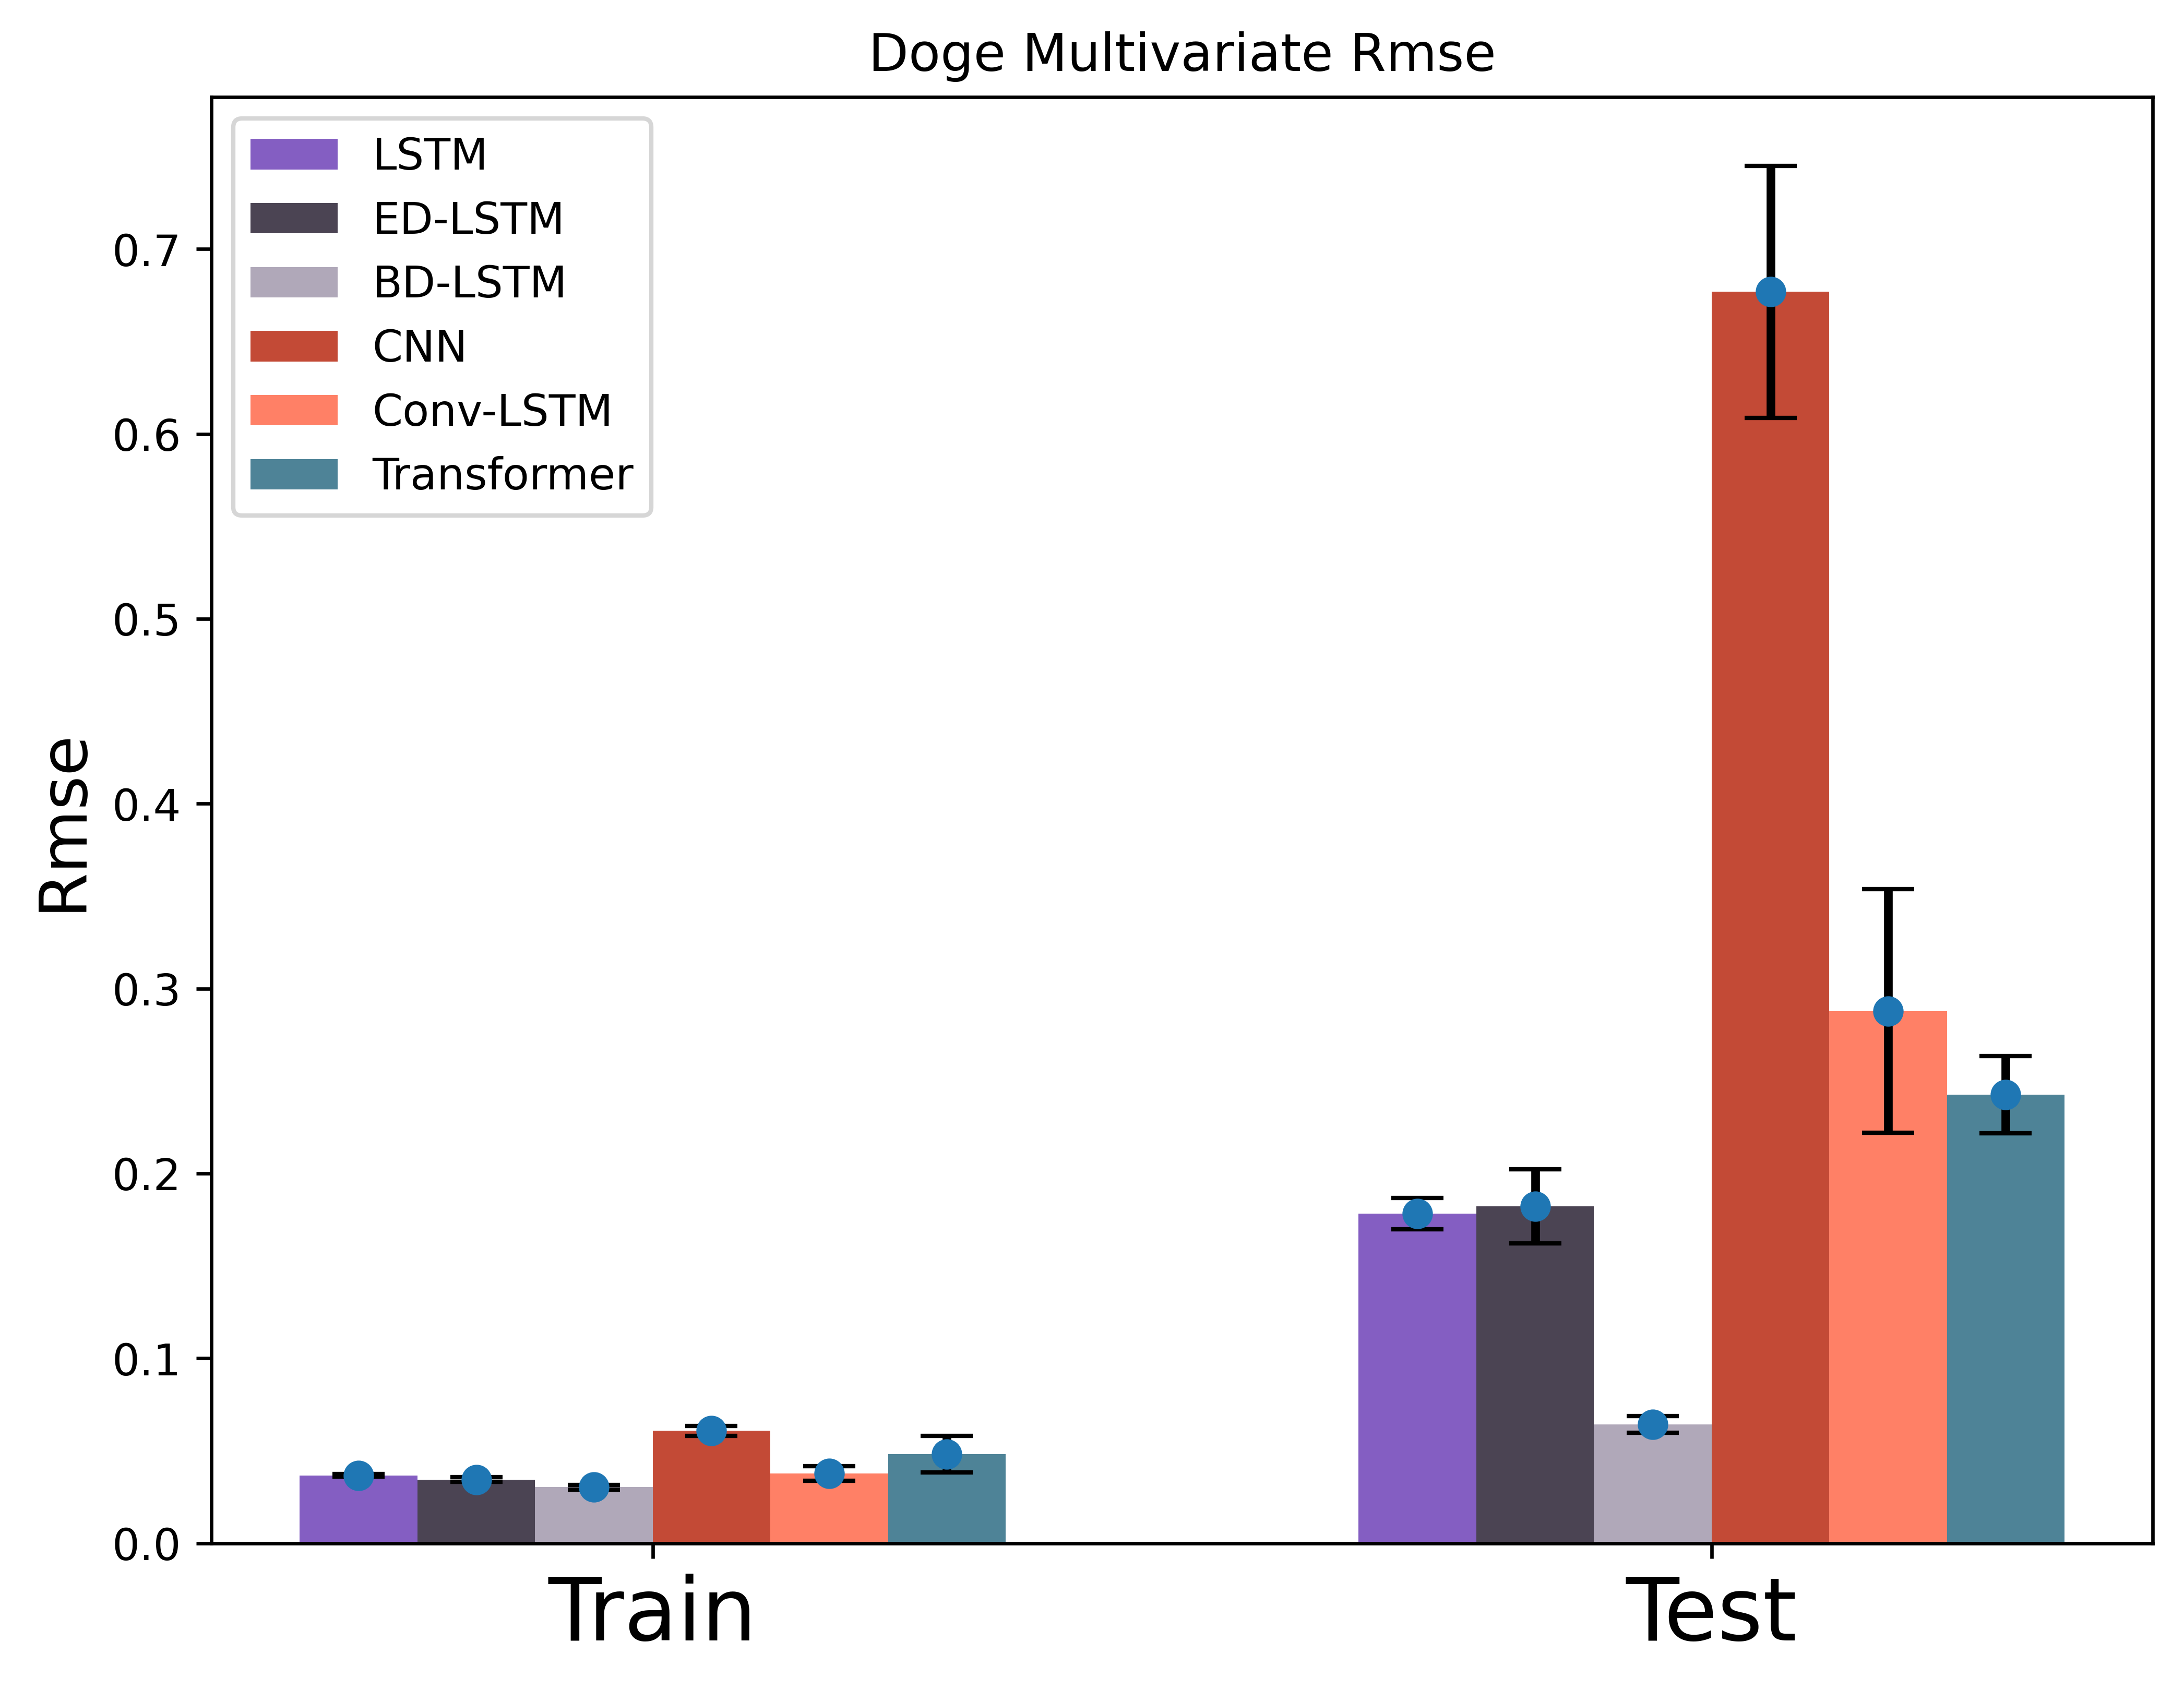 Doge Multivariate Rmse
LSTM
ED-LSTM
BD-LSTM
CNN
Conv-LSTM
Transformer
Rmse
0.7
0.6
0.5
0.4
0.3
0.2
0.1
0.0
Train
Test